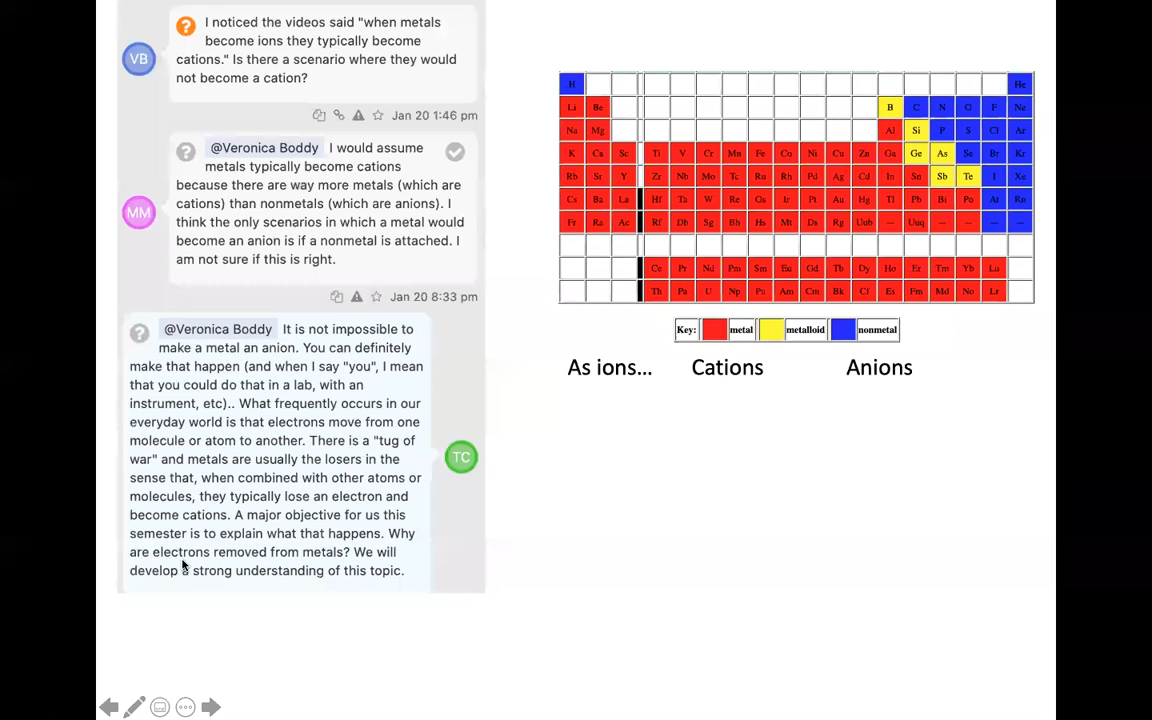 I noticed the videos said "when metals
become ions they typically become
cations." Is there a scenario where they would
not become a cation?
VB
Jan 20 1:46 pm
@Veronica Boddy I would assume
metals typically become cations
because there are way more metals (which are
cations) than nonmetals (which are anions). I
think the only scenarios in which a metal would
become an anion is if a nonmetal is attached. I
am not sure if this is right.
MM
Jan 20 8:33 pm
@Veronica Boddy It is not impossible to
make a metal an anion. You can definitely
make that happen (and when I say "you", I mean
that you could do that in a lab, with an
instrument, etc).. What frequently occurs in our
everyday world is that electrons move from one
molecule or atom to another. There is a "tug of
war" and metals are usually the losers in the
sense that, when combined with other atoms or
molecules, they typically lose an electron and
become cations. A major objective for us this
semester is to explain what that happens. Why
are electrons removed from metals? We will
develop a strong understanding of this topic.
TC
H He
Li Be B C N O F Ne
Na Mg Al Si P S Cl Ar
K Ca Sc Ti V Cr Mn Fe Co Ni Cu Zn Ga Ge As Se Br Kr
Rb Sr Y Zr Nb Mo Tc Ru Rh Pd Ag Cd In Sn Sb Te I Xe
Cs Ba La Hf Ta W Re Os Ir Pt Au Hg Tl Pb Bi Po At Rn
Fr Ra Ac Rf Db Sg Bh Hs Mt Ds Rg Uub — Uuq — — — —
Ce Pr Nd Pm Sm Eu Gd Tb Dy Ho Er Tm Yb Lu
Th Pa U Np Pu Am Cm Bk Cf Es Fm Md No Lr
Key: metal metalloid nonmetal
As ions... Cations Anions